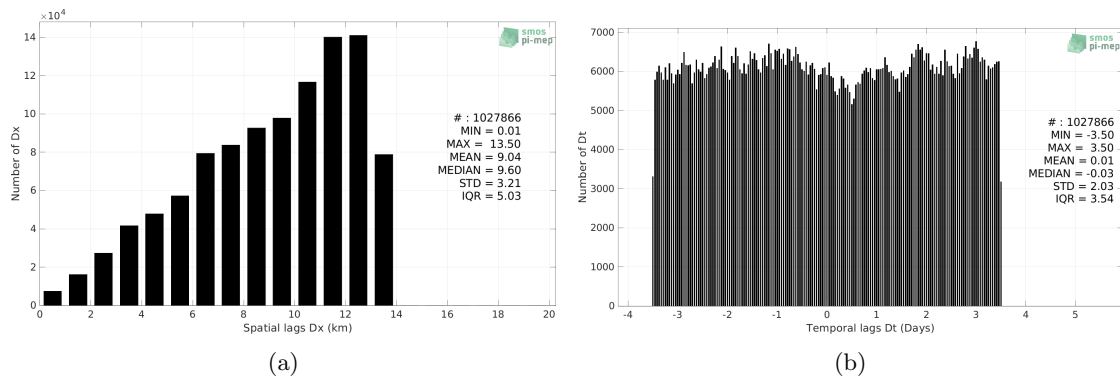 ×10⁴
smos
pi-mep
14
12
10
8
6
4
2
0
Number of Dx
# : 1027866
MIN = 0.01
MAX = 13.50
MEAN = 9.04
MEDIAN = 9.60
STD = 3.21
IQR = 5.03
0 2 4 6 8 10 12 14 16 18 20
Spatial lags Dx (km)
(a)
smos
pi-mep
7000
6000
5000
4000
3000
2000
1000
0
Number of Dt
# : 1027866
MIN = -3.50
MAX = 3.50
MEAN = 0.01
MEDIAN = -0.03
STD = 2.03
IQR = 3.54
-4 -3 -2 -1 0 1 2 3 4 5
Temporal lags Dt (Days)
(b)